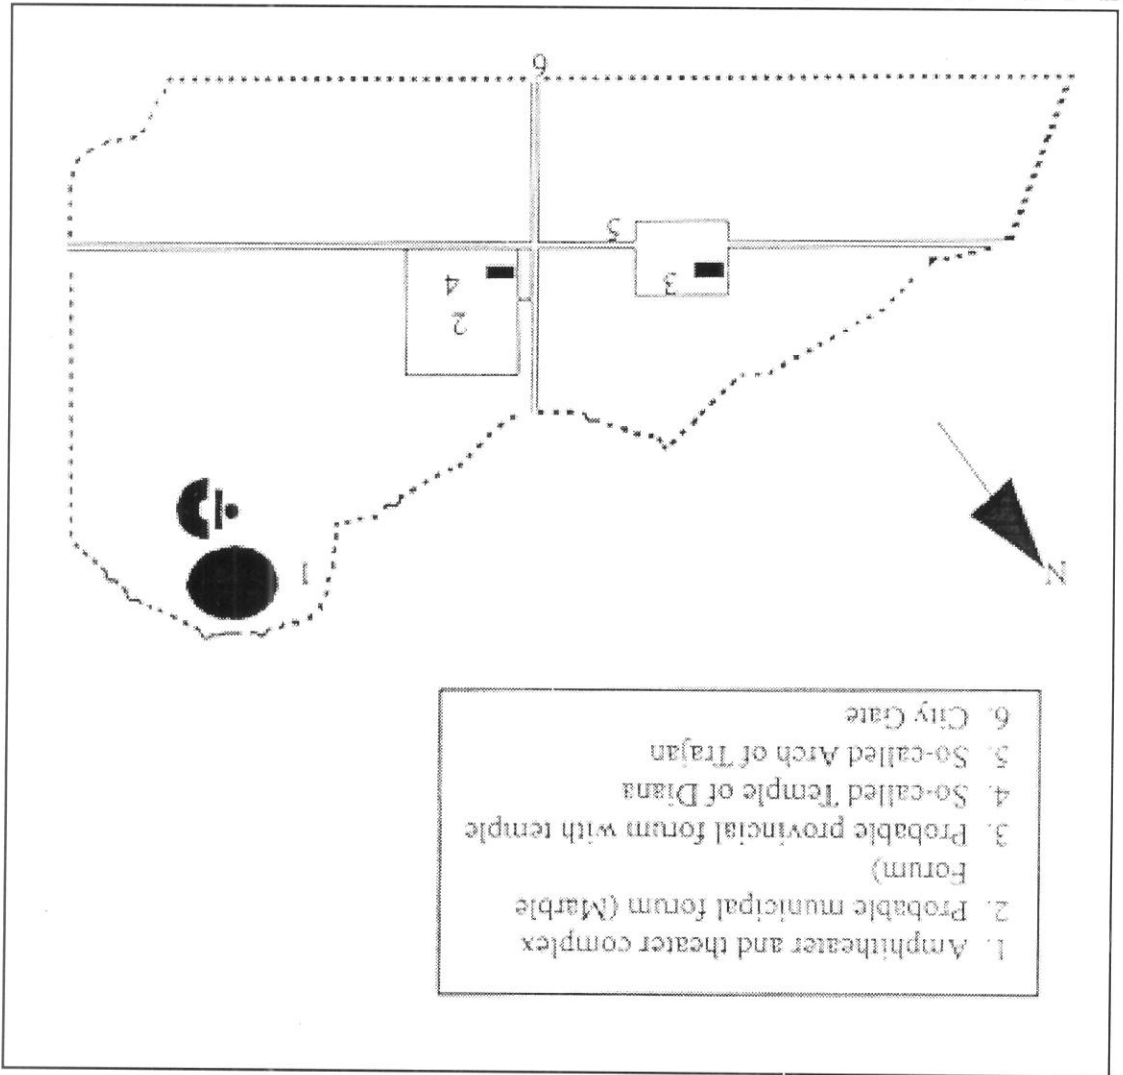 1. Amphitheater and theater complex
2. Probable municipal forum (Marble
Forum)
3. Probable provincial forum with temple
4. So-called Temple of Diana
5. So-called Arch of Trajan
6. City Gate
N
1
2
4
3
5
6